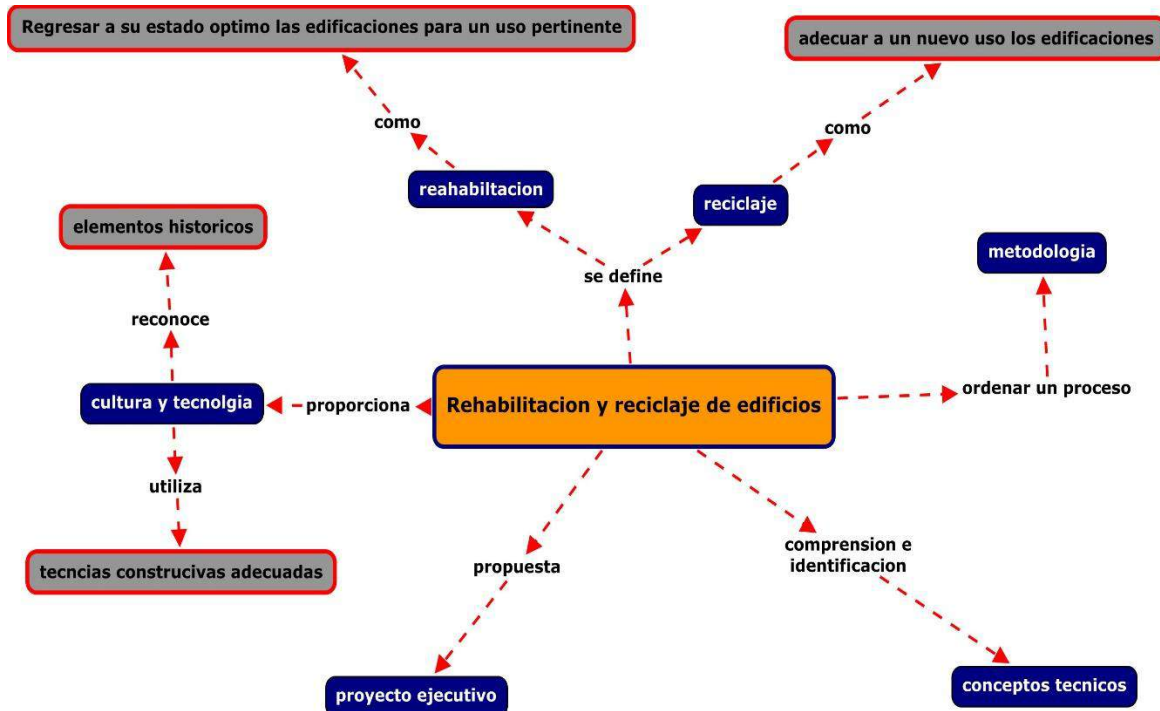 Regresar a su estado optimo las edificaciones para un uso pertinente
adecuar a un nuevo uso los edificaciones
como
como
reahabiltacion
reciclaje
elementos historicos
metodologia
se define
reconoce
ordenar un proceso
cultura y tecnolgia
proporciona
Rehabilitacion y reciclaje de edificios
utiliza
comprension e
identificacion
propuesta
tecncias construcivas adecuadas
proyecto ejecutivo
conceptos tecnicos